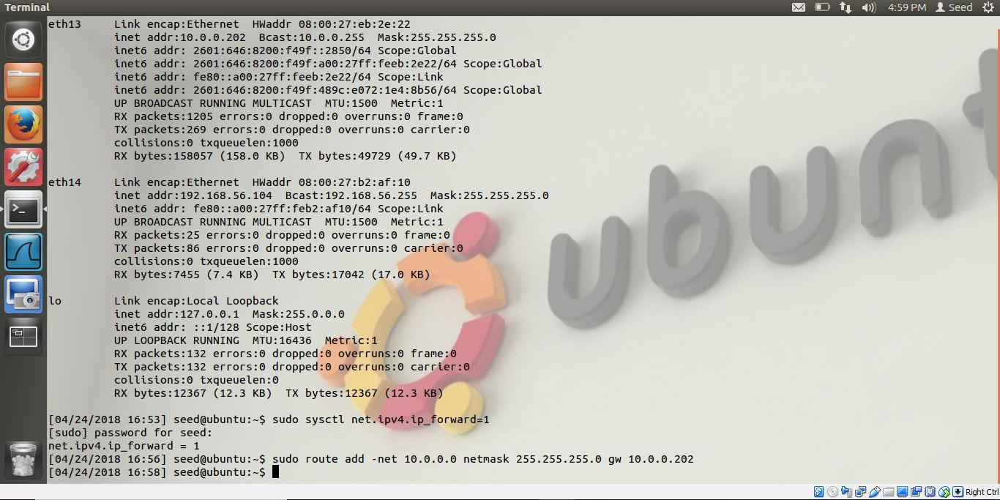 Terminal
4:59 PM Seed
eth13 Link encap:Ethernet HWaddr 08:00:27:eb:2e:22
inet addr:10.0.0.202 Bcast:10.0.0.255 Mask:255.255.255.0
inet6 addr: 2601:646:8200:f49f::2850/64 Scope:Global
inet6 addr: 2601:646:8200:f49f:a00:27ff:feeb:2e22/64 Scope:Global
inet6 addr: fe80::a00:27ff:feeb:2e22/64 Scope:Link
inet6 addr: 2601:646:8200:f49f:489c:e072:1e4:8b56/64 Scope:Global
UP BROADCAST RUNNING MULTICAST MTU:1500 Metric:1
RX packets:1205 errors:0 dropped:0 overruns:0 frame:0
TX packets:269 errors:0 dropped:0 overruns:0 carrier:0
collisions:0 txqueuelen:1000
RX bytes:158057 (158.0 KB) TX bytes:49729 (49.7 KB)
eth14 Link encap:Ethernet HWaddr 08:00:27:b2:af:10
inet addr:192.168.56.104 Bcast:192.168.56.255 Mask:255.255.255.0
inet6 addr: fe80::a00:27ff:feb2:af10/64 Scope:Link
UP BROADCAST RUNNING MULTICAST MTU:1500 Metric:1
RX packets:25 errors:0 dropped:0 overruns:0 frame:0
TX packets:86 errors:0 dropped:0 overruns:0 carrier:0
collisions:0 txqueuelen:1000
RX bytes:7455 (7.4 KB) TX bytes:17042 (17.0 KB)
lo Link encap:Local Loopback
inet addr:127.0.0.1 Mask:255.0.0.0
inet6 addr: ::1/128 Scope:Host
UP LOOPBACK RUNNING MTU:16436 Metric:1
RX packets:132 errors:0 dropped:0 overruns:0 frame:0
TX packets:132 errors:0 dropped:0 overruns:0 carrier:0
collisions:0 txqueuelen:0
RX bytes:12367 (12.3 KB) TX bytes:12367 (12.3 KB)
[04/24/2018 16:53] seed@ubuntu:~$ sudo sysctl net.ipv4.ip_forward=1
[sudo] password for seed:
net.ipv4.ip_forward = 1
[04/24/2018 16:56] seed@ubuntu:~$ sudo route add -net 10.0.0.0 netmask 255.255.255.0 gw 10.0.0.202
[04/24/2018 16:58] seed@ubuntu:~$
ubunt
Right Ctrl